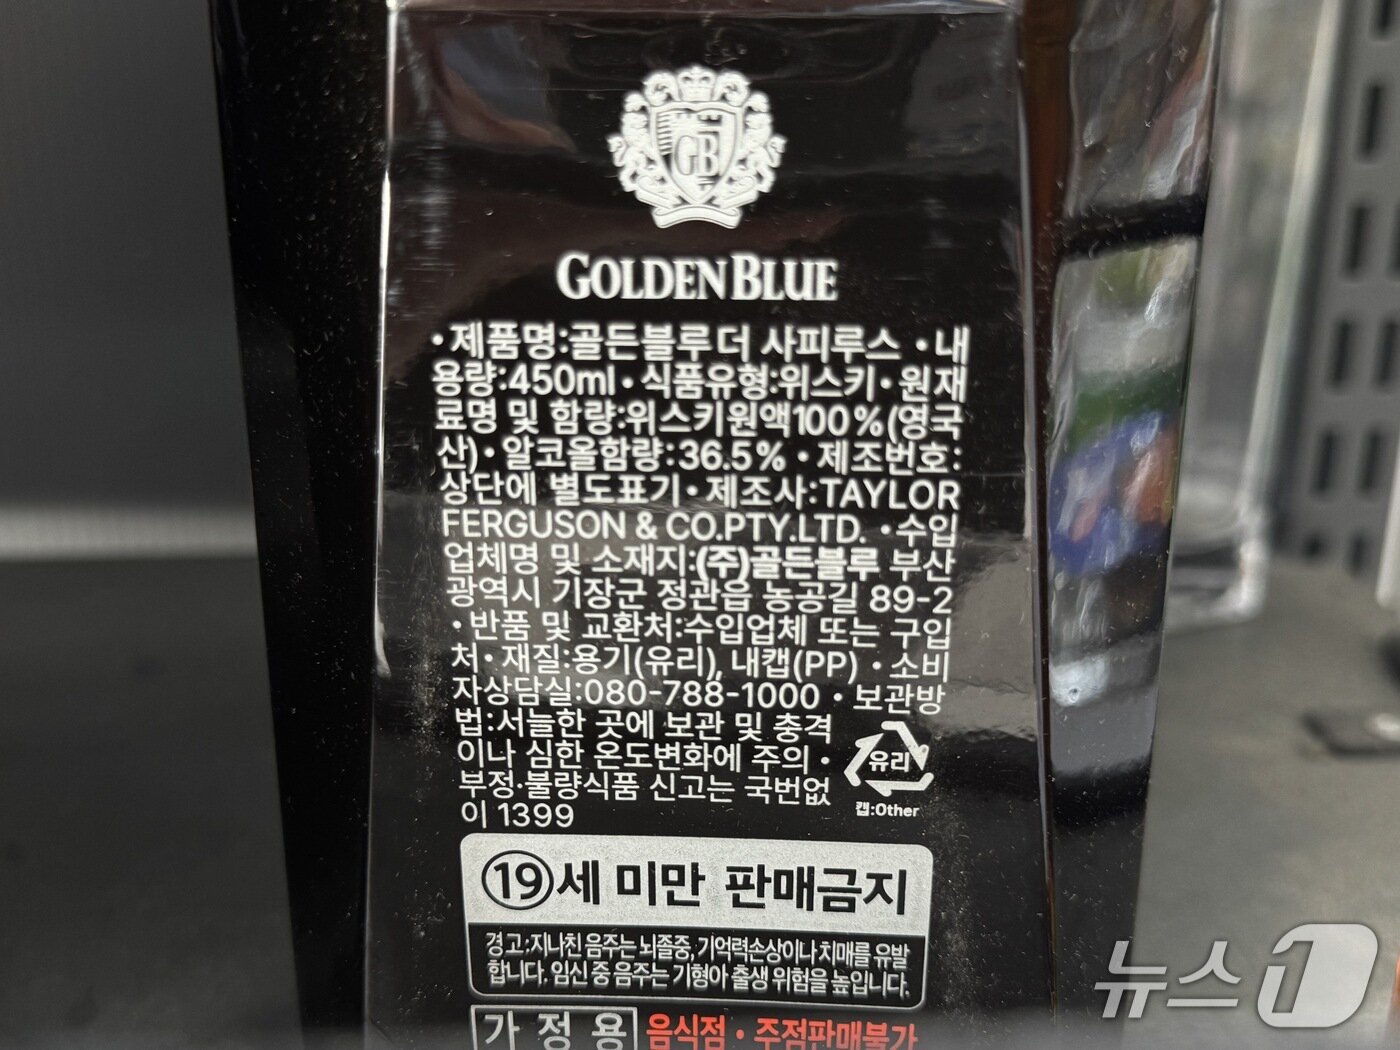 GB
GOLDENBLUE
·제품명:골든블루 더 사피루스 ·내
용량:450ml·식품유형:위스키·원재
료명 및 함량:위스키원액100%(영국
산)·알코올함량:36.5%·제조번호:
상단에 별도표기·제조사:TAYLOR
FERGUSON & CO.PTY.LTD. ·수입
업체명 및 소재지:(주)골든블루 부산
광역시 기장군 정관읍 농공길 89-2
·반품 및 교환처:수입업체 또는 구입
처·재질:용기(유리), 내캡(PP) ·소비
자상담실:080-788-1000 ·보관방
법:서늘한 곳에 보관 및 충격
이나 심한 온도변화에 주의·
부정·불량식품 신고는 국번없
이 1399
유리
캡:Other
19세 미만 판매금지
경고:지나친 음주는 뇌졸중, 기억력손상이나 치매를 유발
합니다. 임신 중 음주는 기형아 출생 위험을 높입니다.
가정용 음식점·주점판매불가
뉴스1